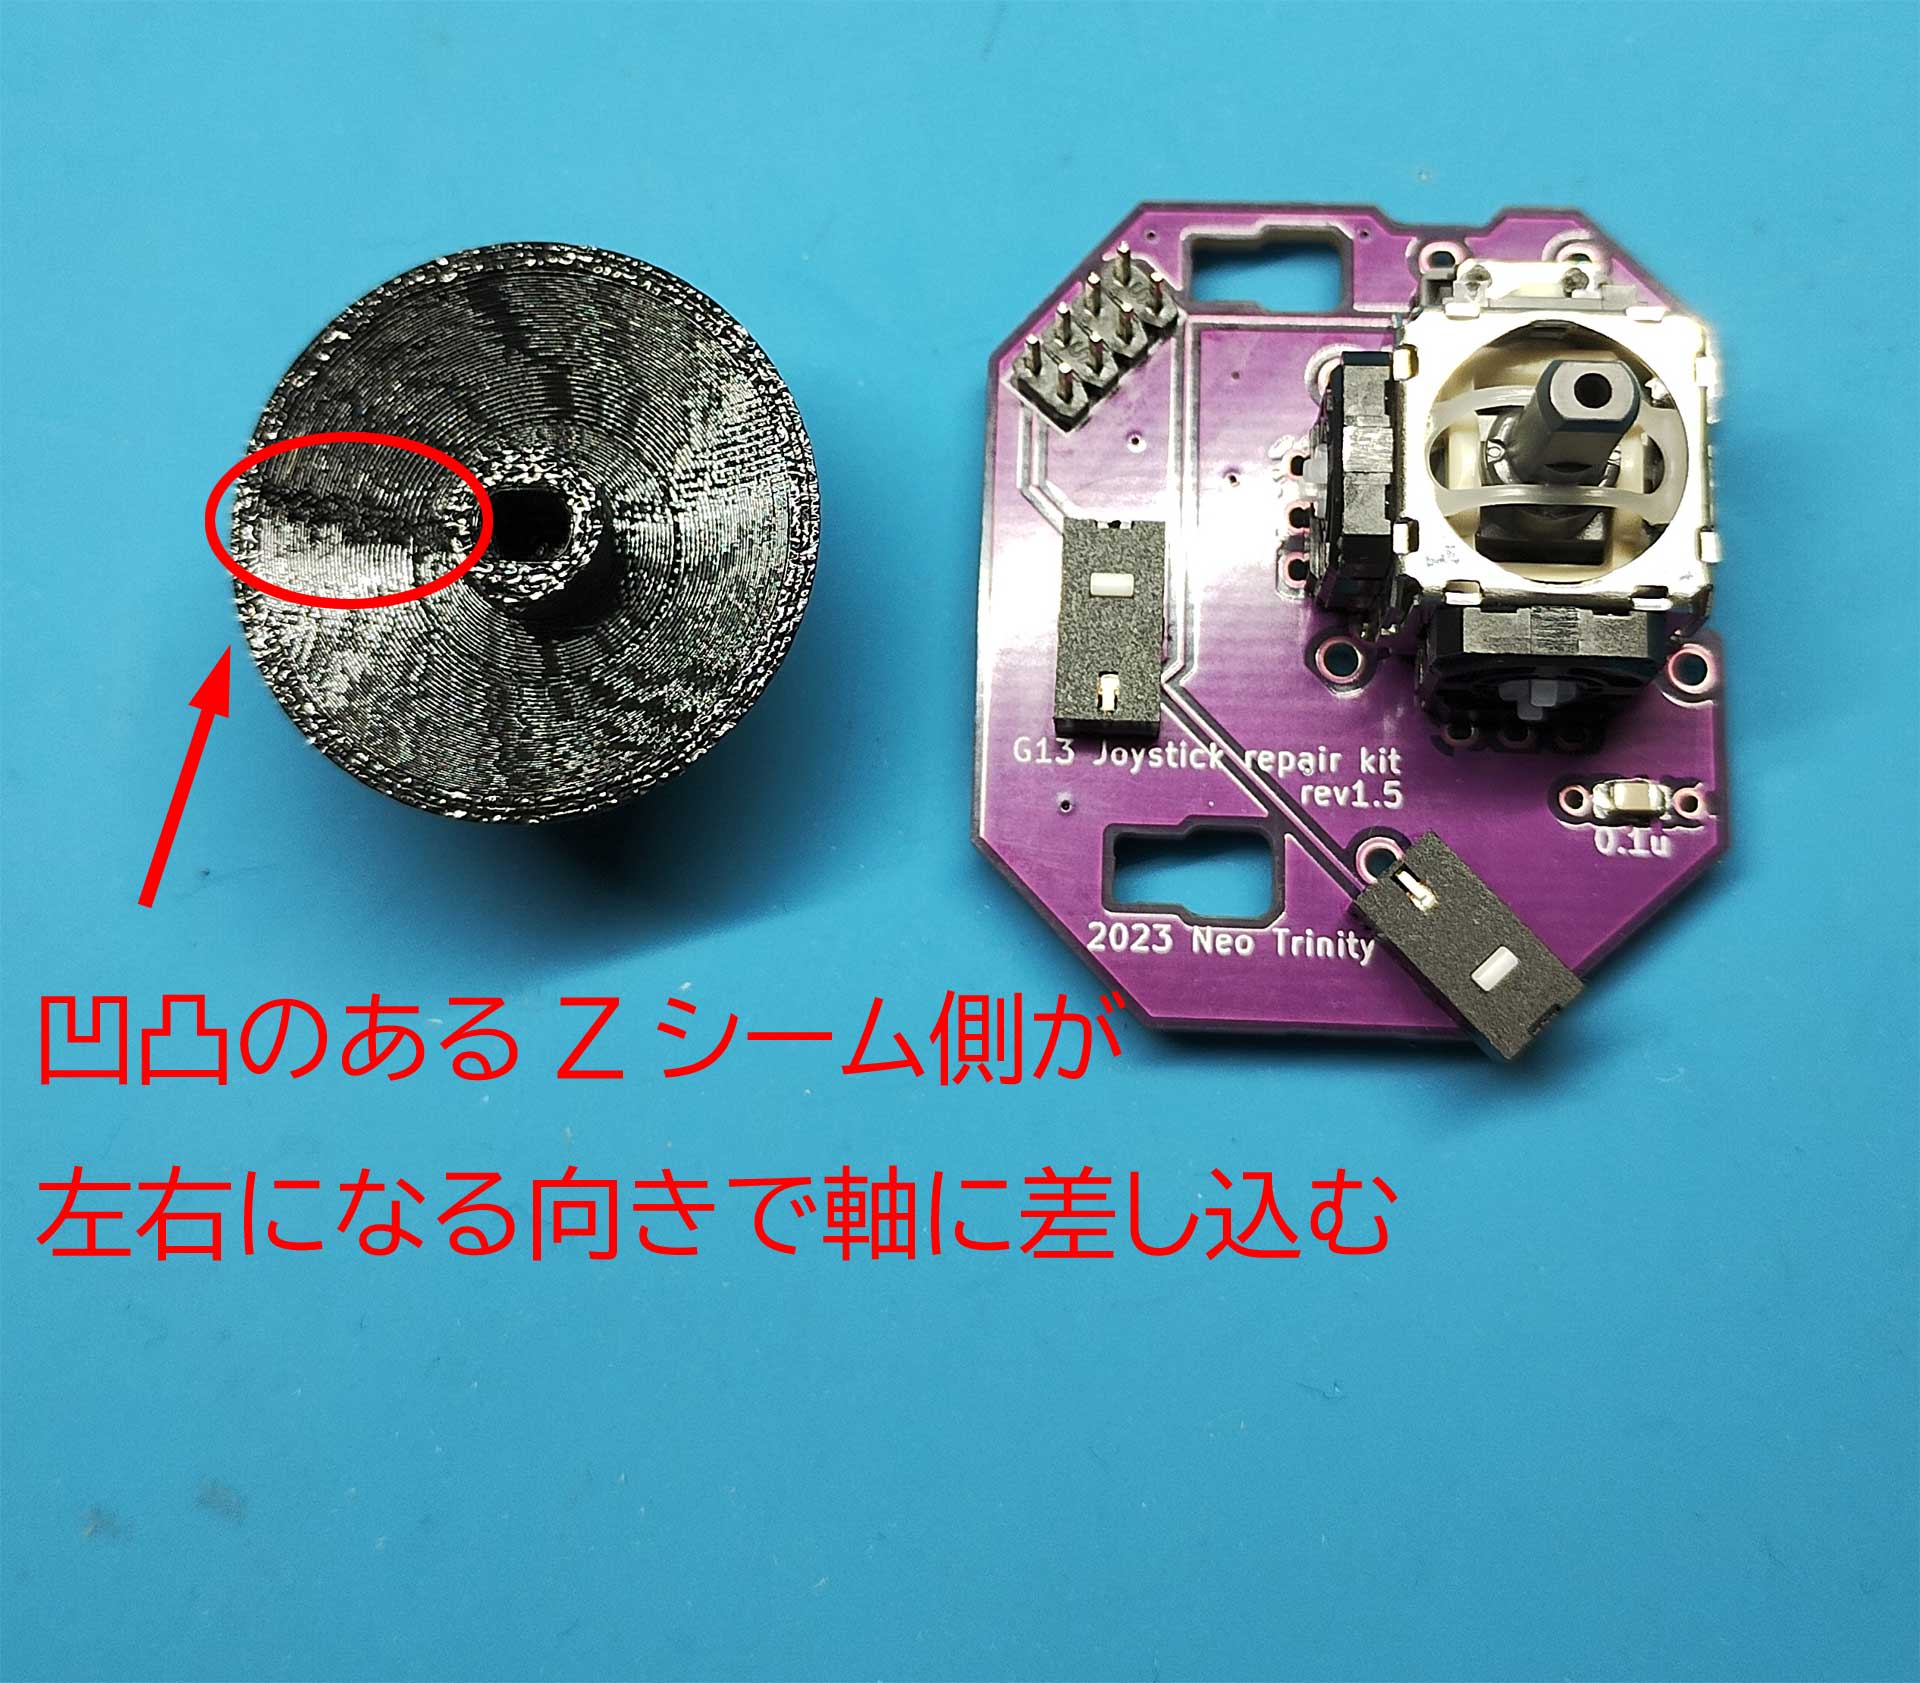 G13 Joystick repair kit
rev1.5
0.1u
2023 Neo Trinity
凹凸のあるZシーム側が
左右になる向きで軸に差し込む